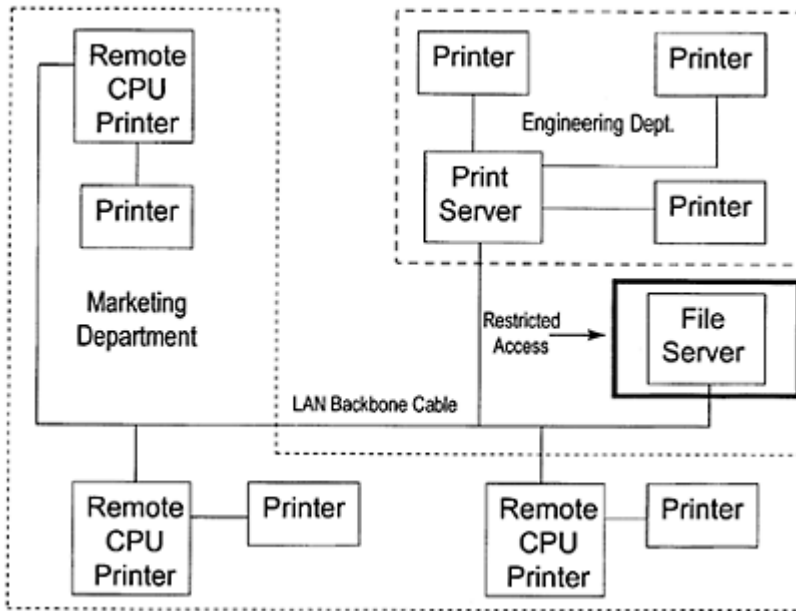 Remote
CPU
Printer
Printer
Marketing
Department
Printer
Printer
Engineering Dept.
Print
Server
Printer
Restricted
Access
File
Server
LAN Backbone Cable
Remote
CPU
Printer
Printer
Remote
CPU
Printer
Printer